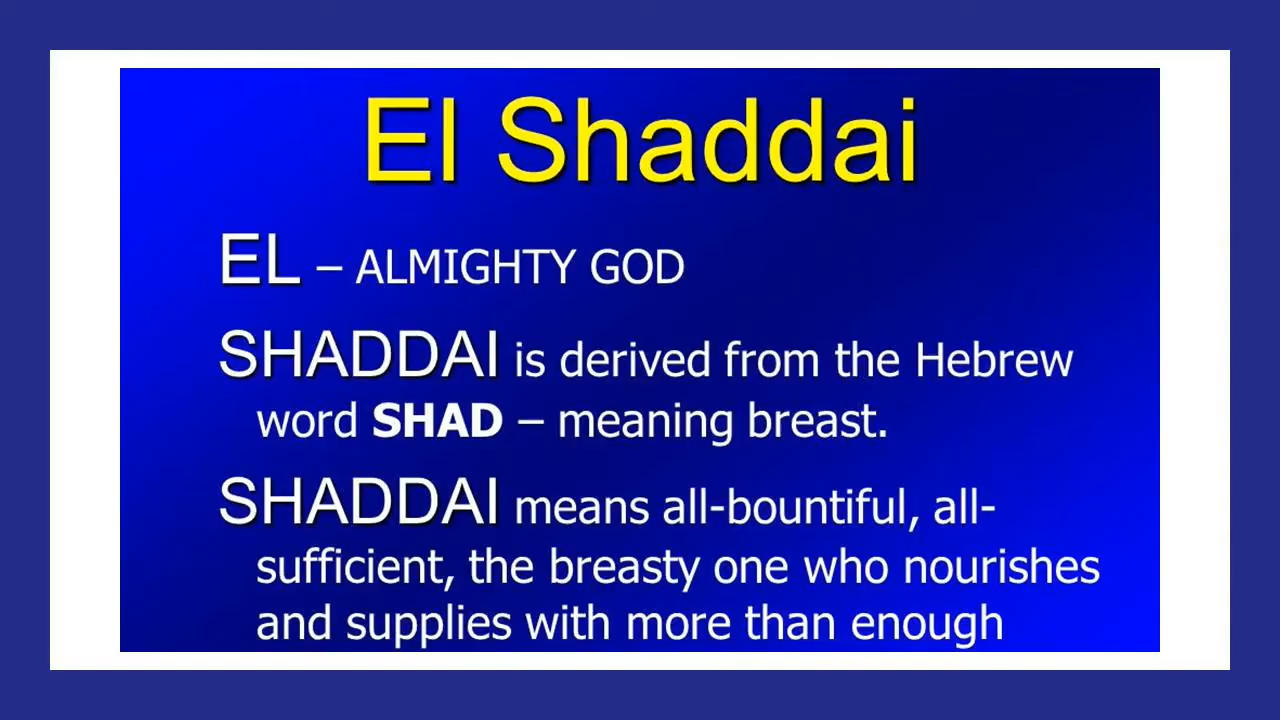 El Shaddai
EL – ALMIGHTY GOD
SHADDAI is derived from the Hebrew
word SHAD – meaning breast.
SHADDAI means all-bountiful, all-
sufficient, the breasty one who nourishes
and supplies with more than enough